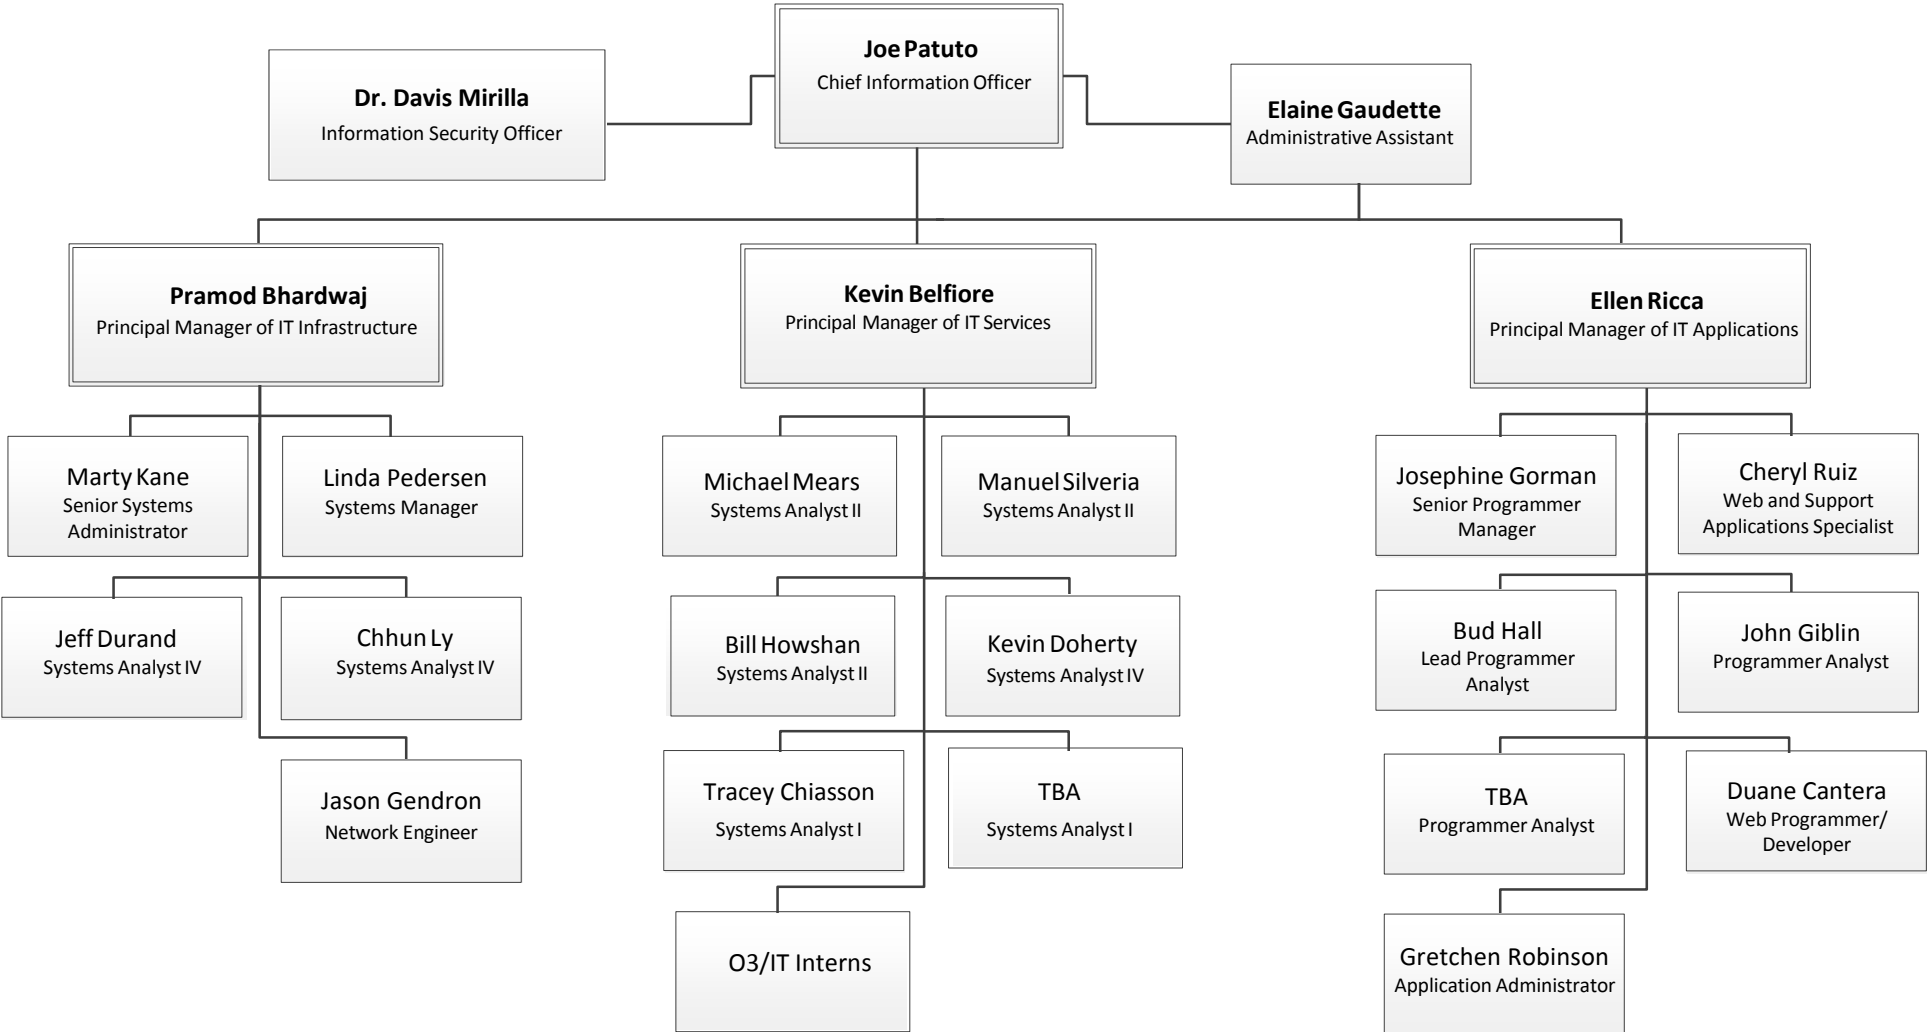 Joe Patuto
Chief Information Officer
Dr. Davis Mirilla
Information Security Officer
Elaine Gaudette
Administrative Assistant
Pramod Bhardwaj
Principal Manager of IT Infrastructure
Kevin Belfiore
Principal Manager of IT Services
Ellen Ricca
Principal Manager of IT Applications
Marty Kane
Senior Systems
Administrator
Linda Pedersen
Systems Manager
Jeff Durand
Systems Analyst IV
Chhun Ly
Systems Analyst IV
Jason Gendron
Network Engineer
Michael Mears
Systems Analyst II
Manuel Silveria
Systems Analyst II
Bill Howshan
Systems Analyst II
Kevin Doherty
Systems Analyst IV
Tracey Chiasson
Systems Analyst I
TBA
Systems Analyst I
O3/IT Interns
Josephine Gorman
Senior Programmer
Manager
Cheryl Ruiz
Web and Support
Applications Specialist
Bud Hall
Lead Programmer
Analyst
John Giblin
Programmer Analyst
TBA
Programmer Analyst
Duane Cantera
Web Programmer/
Developer
Gretchen Robinson
Application Administrator